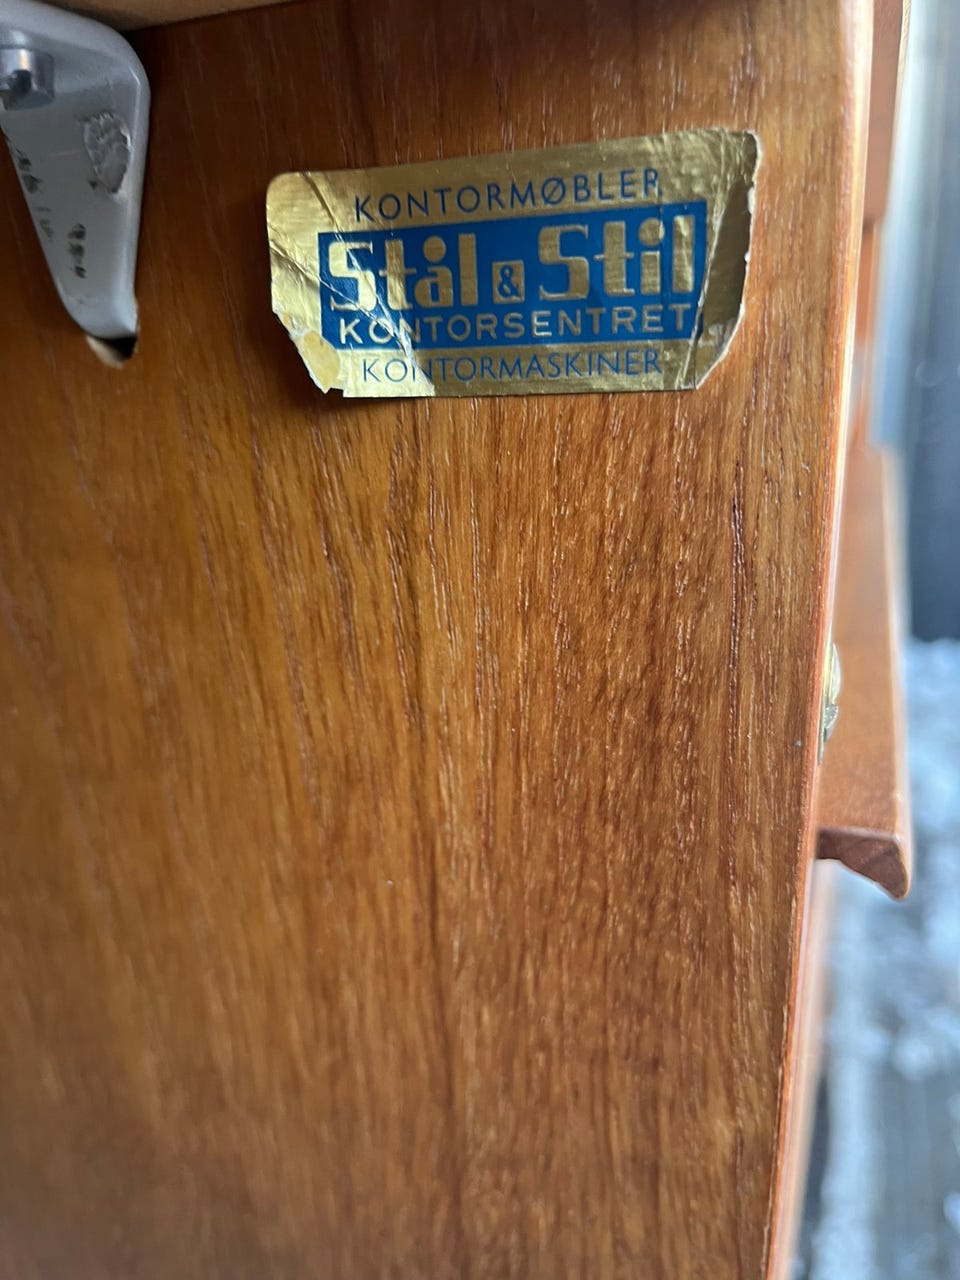 KONTORMØBLER
Stål & Stil
KONTORSENTRET
KONTORMASKINER